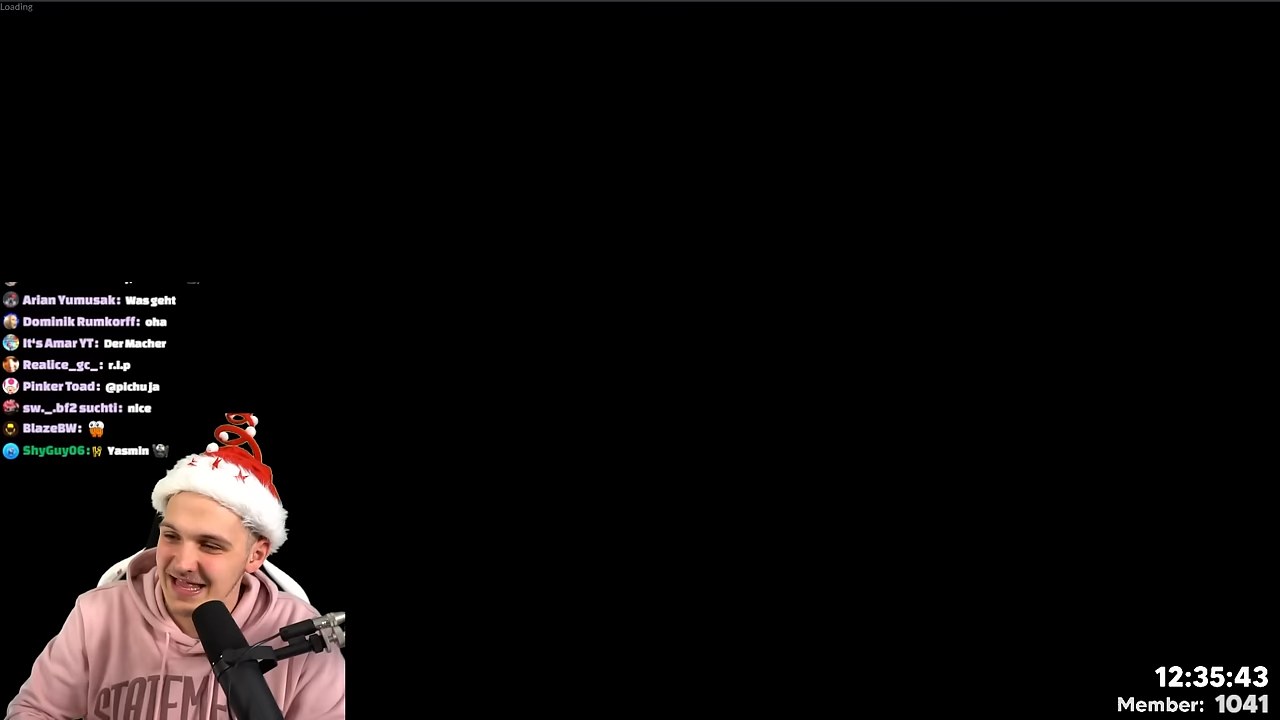 Loading
Arian Yumusak: Was geht
Dominik Rumkorff: oha
It's Amar YT: Der Macher
Realice_gc_: r.i.p
Pinker Toad: @pichu ja
sw._.bf2 suchti: nice
BlazeBW:
ShyGuy06: Yasmin
STATEME
12:35:43
Member: 1041